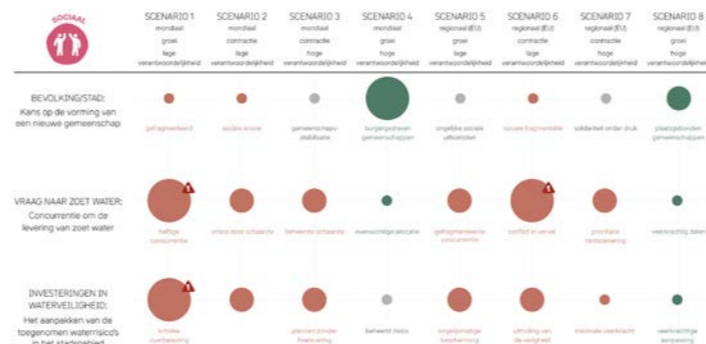 SOCIAAL
SCENARIO 1 SCENARIO 2 SCENARIO 3 SCENARIO 4 SCENARIO 5 SCENARIO 6 SCENARIO 7 SCENARIO 8
mondiaal mondiaal mondiaal mondiaal regionaal (EU) regionaal (EU) regionaal (EU) regionaal (EU)
groei contractie contractie groei groei contractie contractie groei
lage lage hoge hoge lage lage hoge hoge
verantwoordelijkheid verantwoordelijkheid verantwoordelijkheid verantwoordelijkheid verantwoordelijkheid verantwoordelijkheid verantwoordelijkheid verantwoordelijkheid
BEVOLKING/STAD:
Kans op de vorming van
een nieuwe gemeenschap
gefragmenteerd sociale erosie gemeenschaps- burgergedreven ongelijke sociale sociale fragmentatie solidariteit onder druk plaatsgebonden
stabilisatie gemeenschappen uitkomsten gemeenschappen
VRAAG NAAR ZOET WATER:
Concurrentie om de
levering van zoet water
heftige stress door schaarste beheerste schaarste evenwichtige allocatie gefragmenteerde conflict in verval prioritaire veerkrachtig delen
concurrentie concurrentie
INVESTERINGEN IN
WATERVEILIGHEID:
Het aanpakken van de
toegenomen waterrisico's
in het stadsgebied
kritieke plannen zonder beheerst risico ongelijkmatige uitholling van minimale veerkracht veerkrachtige
overbelasting financiering bescherming de veiligheid aanpassing